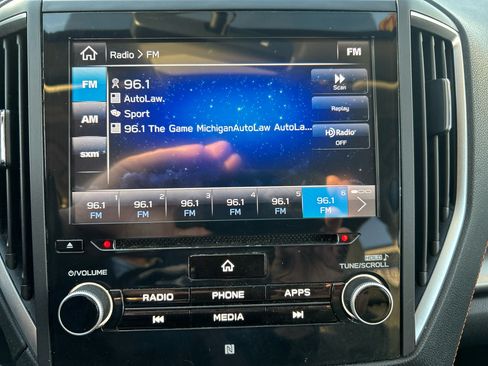 Radio > FM
FM
FM
96.1
Scan
AutoLaw.
AM
Sport
Replay
96.1 The Game MichiganAutoLaw AutoLa...
sxm
HD Radio™
OFF
1 2 3 4 5 6
96.1 96.1 96.1 96.1 96.1 96.1
FM FM FM FM FM FM
HOLD
/VOLUME
TUNE/SCROLL
RADIO PHONE APPS
MEDIA
N